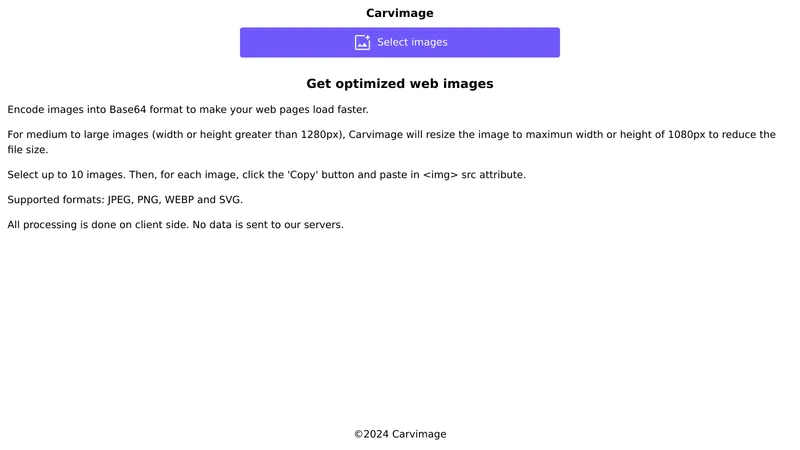 Carvimage
Select images
Get optimized web images
Encode images into Base64 format to make your web pages load faster.
For medium to large images (width or height greater than 1280px), Carvimage will resize the image to maximun width or height of 1080px to reduce the
file size.
Select up to 10 images. Then, for each image, click the 'Copy' button and paste in <img> src attribute.
Supported formats: JPEG, PNG, WEBP and SVG.
All processing is done on client side. No data is sent to our servers.
©2024 Carvimage